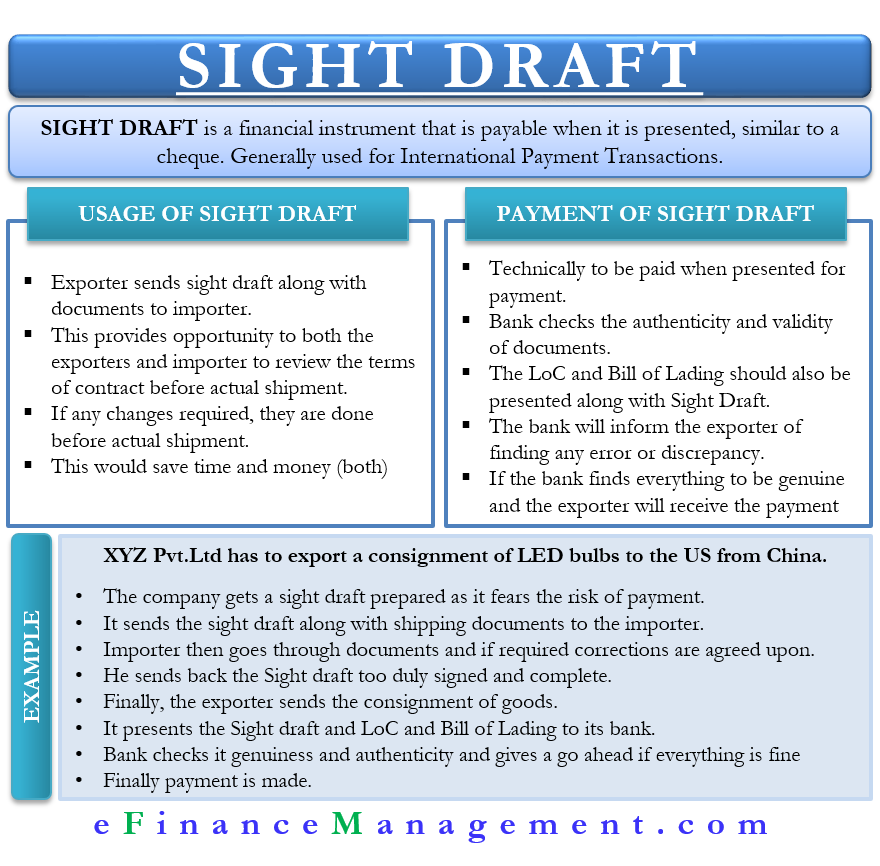 SIGHT DRAFT
SIGHT DRAFT is a financial instrument that is payable when it is presented, similar to a
cheque. Generally used for International Payment Transactions.
USAGE OF SIGHT DRAFT
▪ Exporter sends sight draft along with
documents to importer.
▪ This provides opportunity to both the
exporters and importer to review the terms
of contract before actual shipment.
▪ If any changes required, they are done
before actual shipment.
▪ This would save time and money (both)
PAYMENT OF SIGHT DRAFT
▪ Technically to be paid when presented for
payment.
▪ Bank checks the authenticity and validity
of documents.
▪ The LoC and Bill of Lading should also be
presented along with Sight Draft.
▪ The bank will inform the exporter of
finding any error or discrepancy.
▪ If the bank finds everything to be genuine
and the exporter will receive the payment
EXAMPLE
XYZ Pvt.Ltd has to export a consignment of LED bulbs to the US from China.
• The company gets a sight draft prepared as it fears the risk of payment.
• It sends the sight draft along with shipping documents to the importer.
• Importer then goes through documents and if required corrections are agreed upon.
• He sends back the Sight draft too duly signed and complete.
• Finally, the exporter sends the consignment of goods.
• It presents the Sight draft and LoC and Bill of Lading to its bank.
• Bank checks it genuiness and authenticity and gives a go ahead if everything is fine
• Finally payment is made.
eFinanceManagement.com